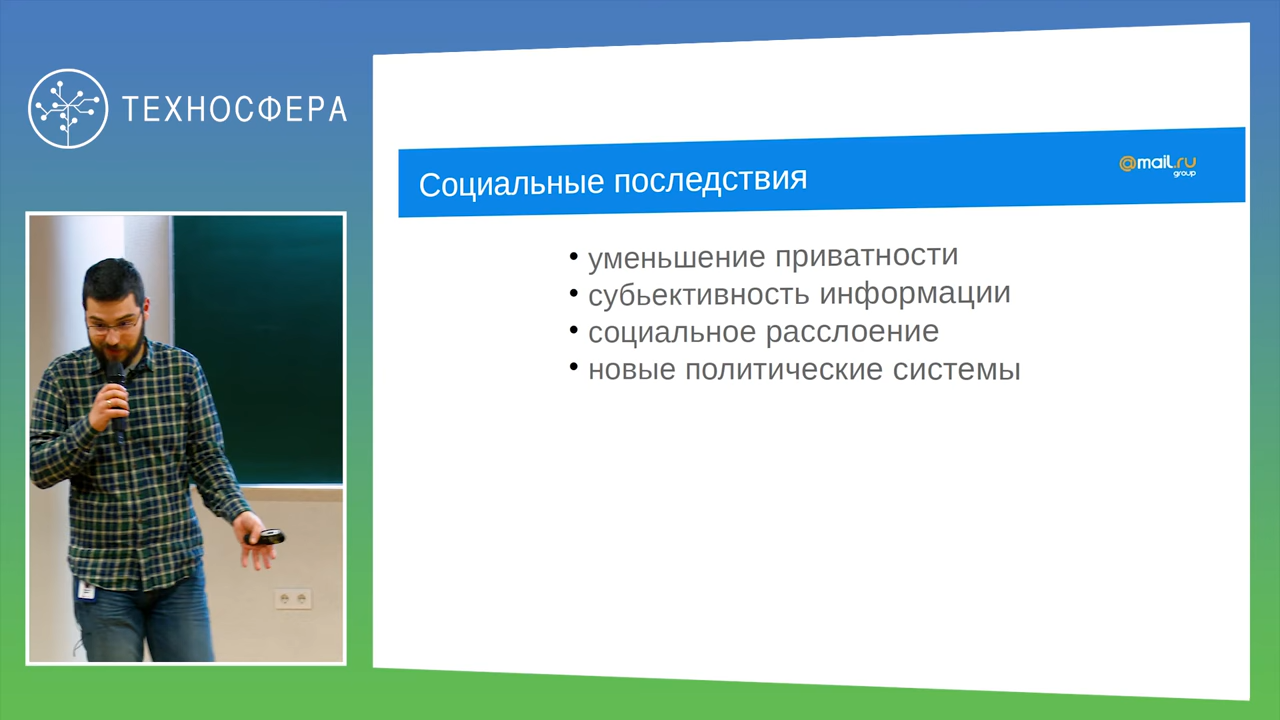 ТЕХНОСФЕРА
Социальные последствия
@mail.ru
group
• уменьшение приватности
• субьективность информации
• социальное расслоение
• новые политические системы